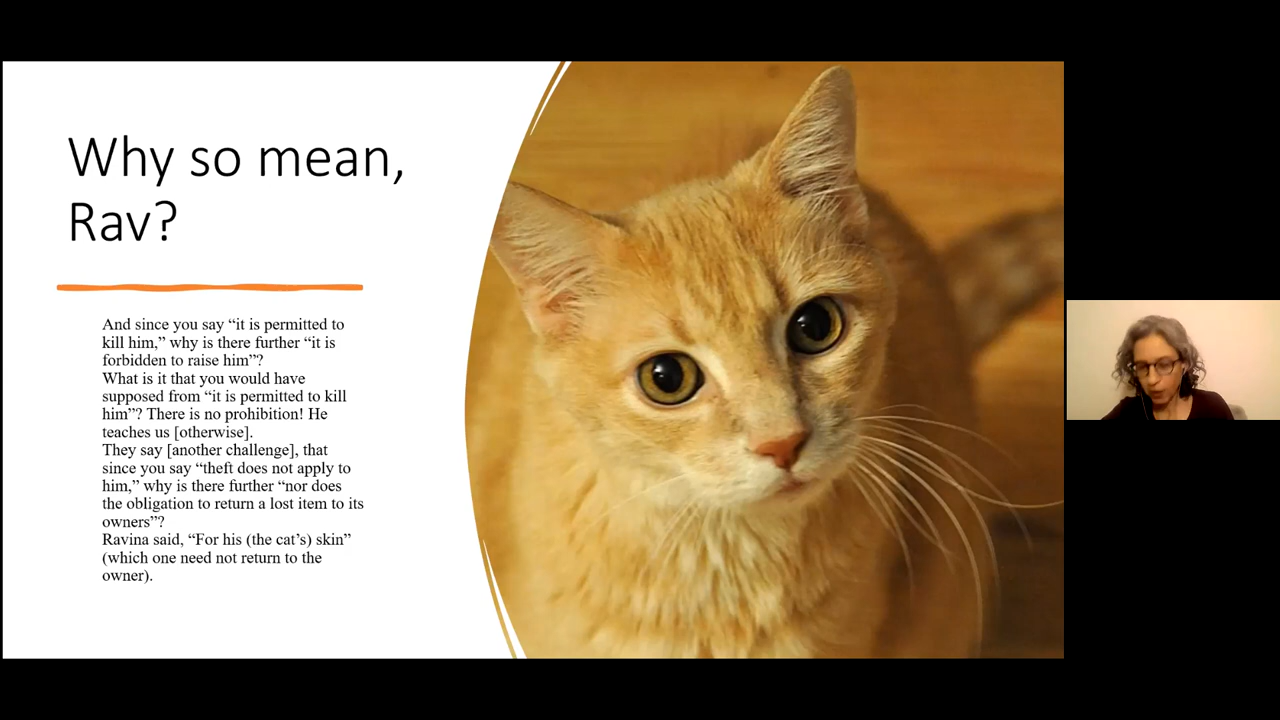 Why so mean,
Rav?
And since you say “it is permitted to
kill him,” why is there further “it is
forbidden to raise him”?
What is it that you would have
supposed from “it is permitted to kill
him”? There is no prohibition! He
teaches us [otherwise].
They say [another challenge], that
since you say “theft does not apply to
him,” why is there further “nor does
the obligation to return a lost item to its
owners”?
Ravina said, “For his (the cat’s) skin”
(which one need not return to the
owner).